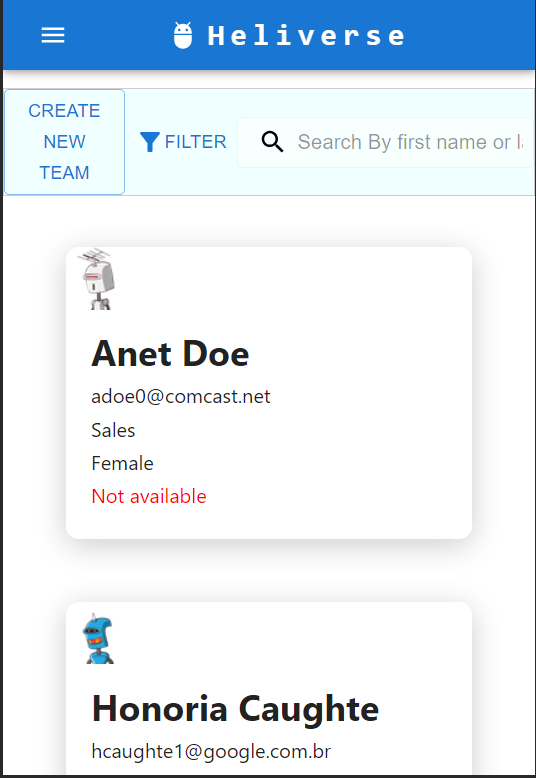 Heliverse
CREATE
NEW
TEAM
FILTER
Search By first name or la
Anet Doe
adoe0@comcast.net
Sales
Female
Not available
Honoria Caughte
hcaughte1@google.com.br